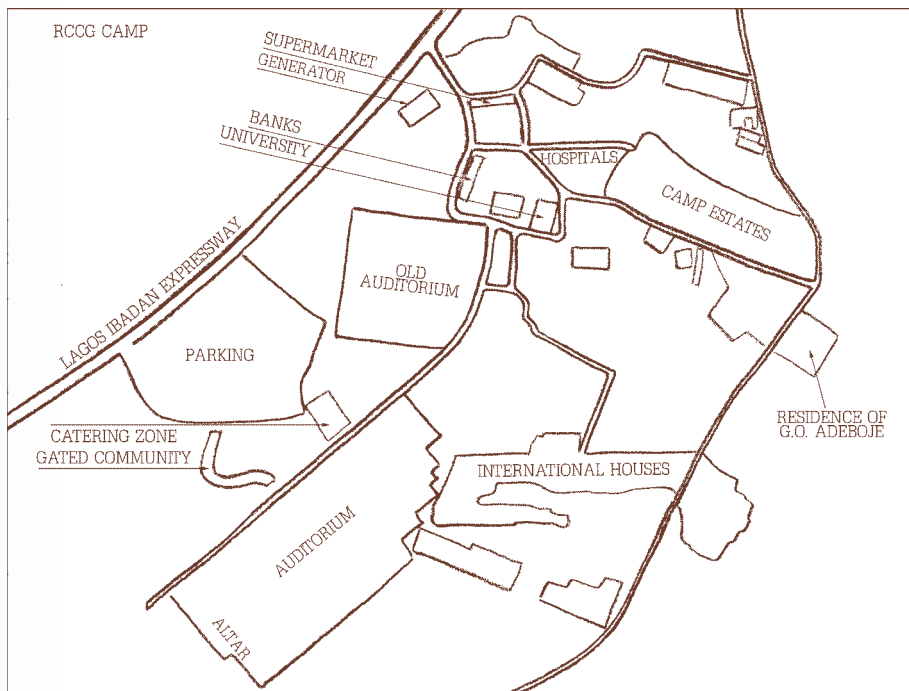 RCCG CAMP
SUPERMARKET
GENERATOR
BANKS
UNIVERSITY
HOSPITALS
CAMP ESTATES
OLD
AUDITORIUM
LAGOS IBADAN EXPRESSWAY
PARKING
RESIDENCE OF
G.O. ADEBOJE
CATERING ZONE
GATED COMMUNITY
INTERNATIONAL HOUSES
AUDITORIUM
ALTAR